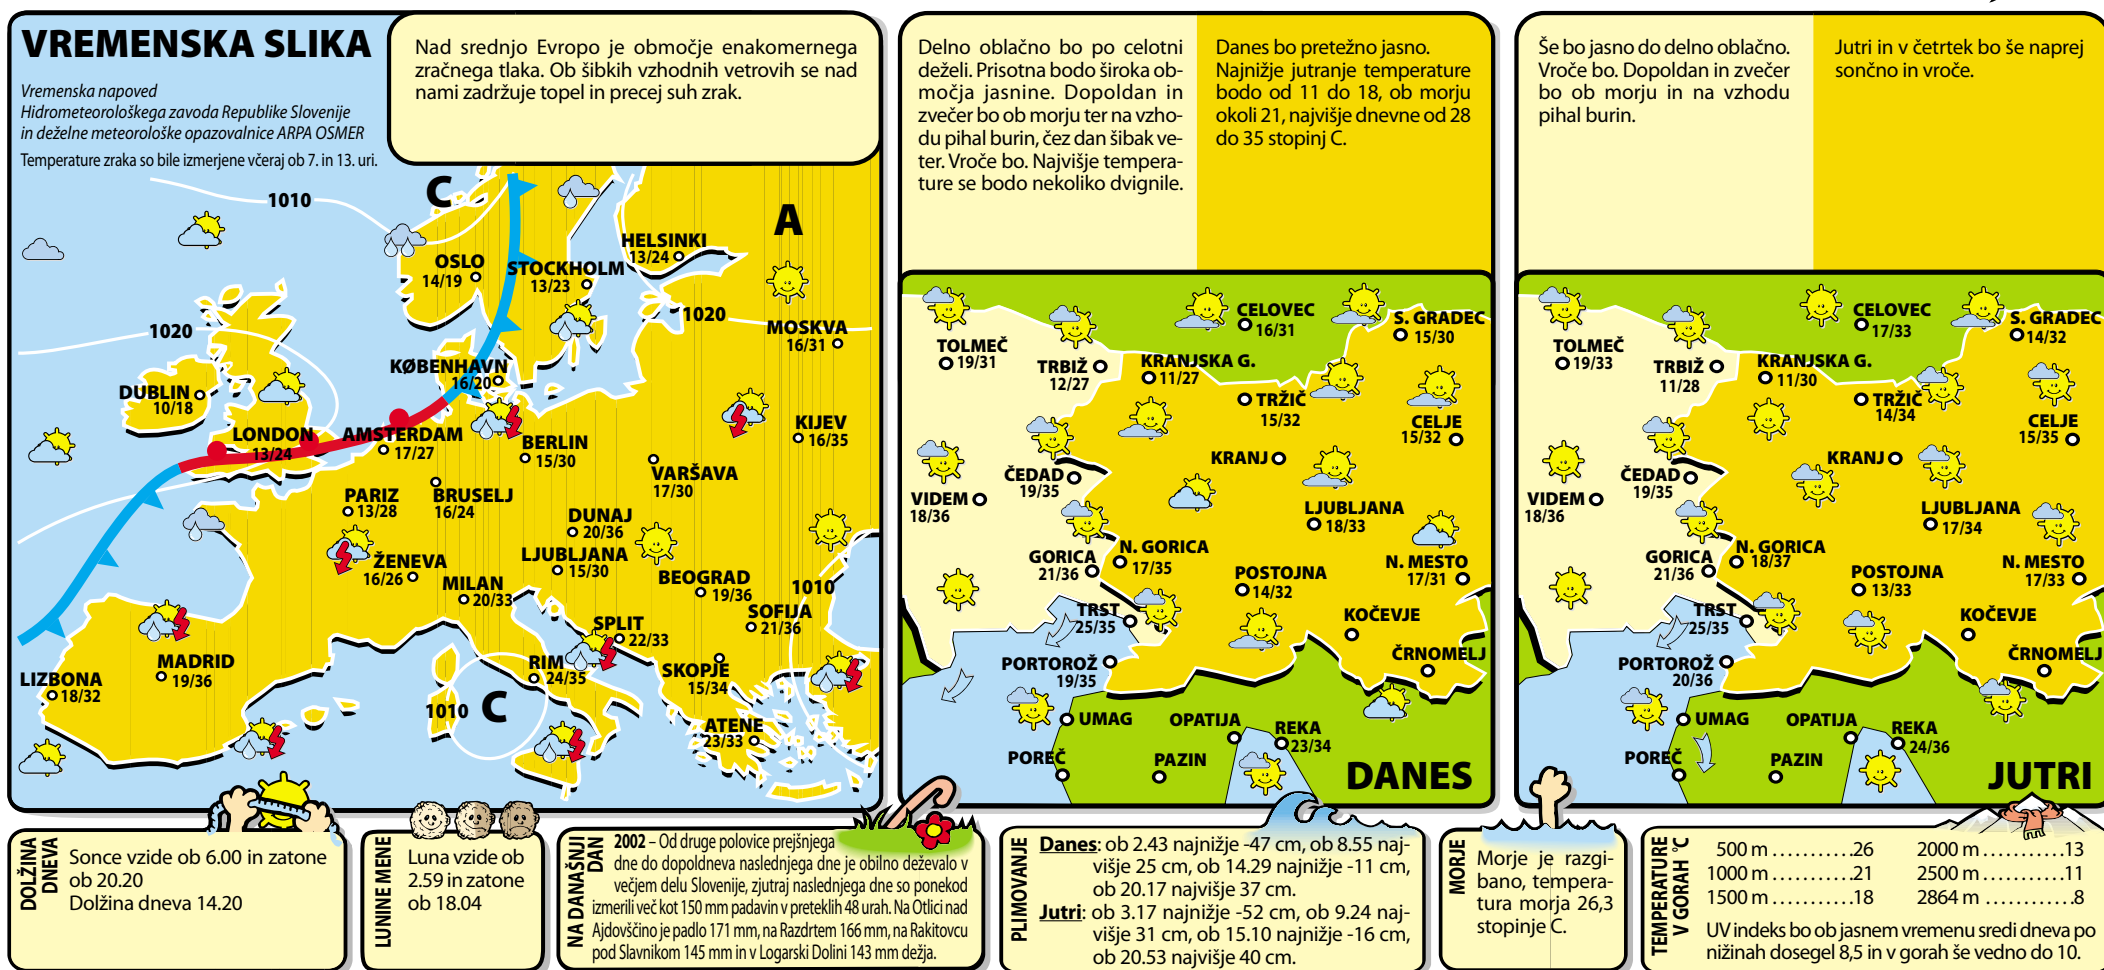 VREMENSKA SLIKA
Vremenska napoved
Hidrometeorološkega zavoda Republike Slovenije
in deželne meteorološke opazovalnice ARPA OSMER
Temperature zraka so bile izmerjene včeraj ob 7. in 13. uri.
Nad srednjo Evropo je območje enakomernega
zračnega tlaka. Ob šibkih vzhodnih vetrovih se nad
nami zadržuje topel in precej suh zrak.
1010
C
A
HELSINKI
13/24
OSLO
14/19
STOCKHOLM
13/23
1020
1020
MOSKVA
16/31
KØBENHAVN
16/20
DUBLIN
10/18
LONDON
13/24
AMSTERDAM
17/27
BERLIN
15/30
KIJEV
16/35
VARŠAVA
17/30
PARIZ
13/28
BRUSELJ
16/24
DUNAJ
20/36
ŽENEVA
16/26
LJUBLJANA
15/30
MILAN
20/33
BEOGRAD
19/36
1010
SOFIJA
21/36
SPLIT
22/33
MADRID
19/36
LIZBONA
18/32
RIM
24/35
SKOPJE
15/34
1010
C
ATENE
23/33
Delno oblačno bo po celotni
deželi. Prisotna bodo široka ob-
močja jasnine. Dopoldan in
zvečer bo ob morju ter na vzho-
du pihal burin, čez dan šibak ve-
ter. Vroče bo. Najvišje tempera-
ture se bodo nekoliko dvignile.
Danes bo pretežno jasno.
Najnižje jutranje temperature
bodo od 11 do 18, ob morju
okoli 21, najvišje dnevne od 28
do 35 stopinj C.
CELOVEC
16/31
S. GRADEC
15/30
TOLMEČ
19/31
TRBIŽ
12/27
KRANJSKA G.
11/27
TRŽIČ
15/32
CELJE
15/32
KRANJ
ČEDAD
19/35
VIDEM
18/36
LJUBLJANA
18/33
GORICA
21/36
N. GORICA
17/35
POSTOJNA
14/32
N. MESTO
17/31
TRST
25/35
KOČEVJE
PORTOROŽ
19/35
ČRNOMELJ
UMAG
OPATIJA
REKA
23/34
POREČ
PAZIN
DANES
Še bo jasno do delno oblačno.
Vroče bo. Dopoldan in zvečer
bo ob morju in na vzhodu
pihal burin.
Jutri in v četrtek bo še naprej
sončno in vroče.
CELOVEC
17/33
S. GRADEC
14/32
TOLMEČ
19/33
TRBIŽ
11/28
KRANJSKA G.
11/30
TRŽIČ
14/34
CELJE
15/35
KRANJ
ČEDAD
19/35
VIDEM
18/36
LJUBLJANA
17/34
GORICA
21/36
N. GORICA
18/37
POSTOJNA
13/33
N. MESTO
17/33
TRST
25/35
KOČEVJE
PORTOROŽ
20/36
ČRNOMELJ
UMAG
OPATIJA
REKA
24/36
POREČ
PAZIN
JUTRI
DOLŽINA
DNEVA
Sonce vzide ob 6.00 in zatone
ob 20.20
Dolžina dneva 14.20
LUNINE MENE
Luna vzide ob
2.59 in zatone
ob 18.04
NA DANAŠNJI
DAN
2002 – Od druge polovice prejšnjega
dne do dopoldneva naslednjega dne je obilno deževalo v
večjem delu Slovenije, zjutraj naslednjega dne so ponekod
izmerili več kot 150 mm padavin v preteklih 48 urah. Na Otlici nad
Ajdovščino je padlo 171 mm, na Razdrtem 166 mm, na Rakitovcu
pod Slavnikom 145 mm in v Logarski Dolini 143 mm dežja.
PLIMOVANJE
Danes: ob 2.43 najnižje -47 cm, ob 8.55 naj-
višje 25 cm, ob 14.29 najnižje -11 cm,
ob 20.17 najvišje 37 cm.
Jutri: ob 3.17 najnižje -52 cm, ob 9.24 naj-
višje 31 cm, ob 15.10 najnižje -16 cm,
ob 20.53 najvišje 40 cm.
MORJE
Morje je razgi-
bano, tempera-
tura morja 26,3
stopinje C.
TEMPERATURE
V GORAH °C
500 m ............26
1000 m ..........21
1500 m ..........18
2000 m ..........13
2500 m ..........11
2864 m ...........8
UV indeks bo ob jasnem vremenu sredi dneva po
nižinah dosegel 8,5 in v gorah še vedno do 10.